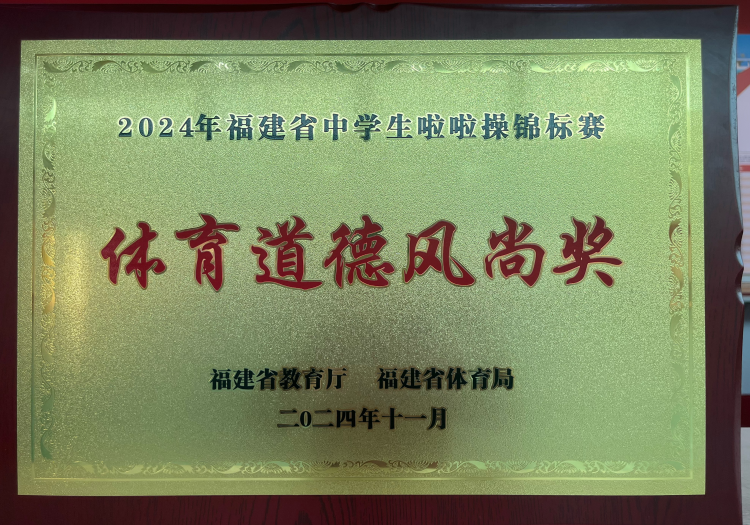 2024年福建省中学生啦啦操锦标赛
体育道德风尚奖
福建省教育厅 福建省体育局
二0二四年十一月